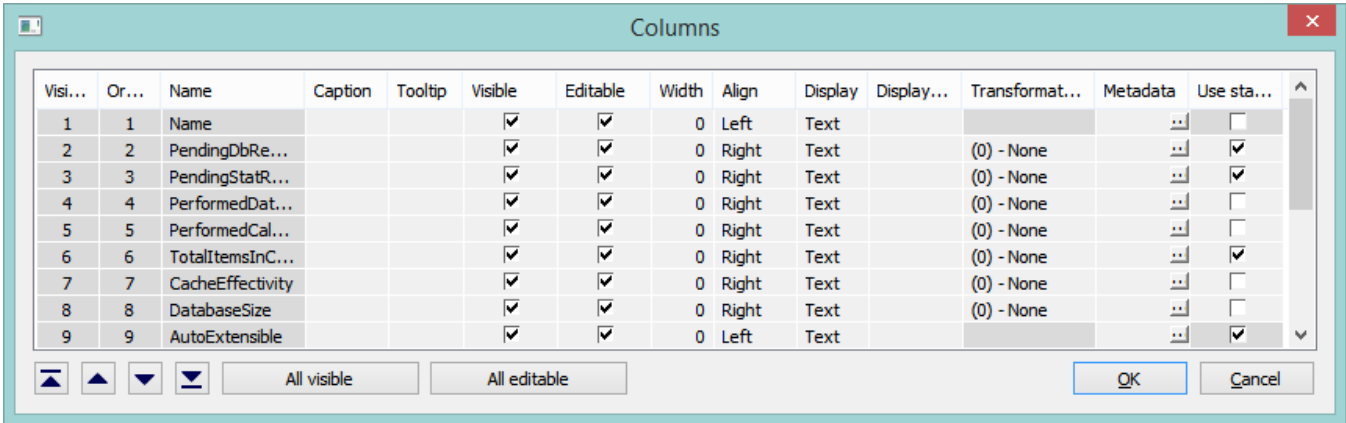 Columns
Visi... Or... Name Caption Tooltip Visible Editable Width Align Display Display... Transformat... Metadata Use sta...
1 1 Name 0 Left Text ..
2 2 PendingDbRe... 0 Right Text (0) - None ..
3 3 PendingStatR... 0 Right Text (0) - None ..
4 4 PerformedDat... 0 Right Text (0) - None ..
5 5 PerformedCal... 0 Right Text (0) - None ..
6 6 TotalItemsInC... 0 Right Text (0) - None ..
7 7 CacheEffectivity 0 Right Text (0) - None ..
8 8 DatabaseSize 0 Right Text (0) - None ..
9 9 AutoExtensible 0 Left Text ..
All visible All editable OK Cancel